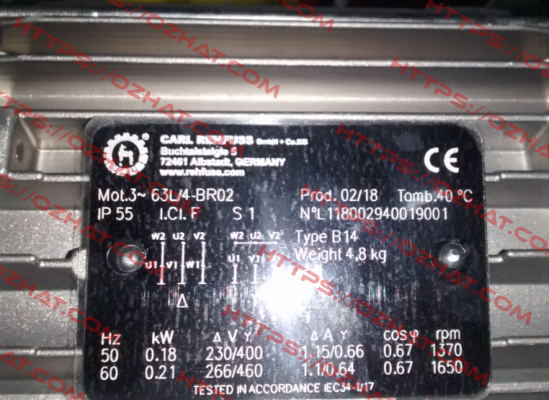 HTTPS://OZHAT.COM
CARL REHFUSS GmbH + Co.KG
Buchtalsteige 5
72461 Albstadt, GERMANY
www.rehfuss.com
CE
Mot.3~ 63L/4-BR02 Prod. 02/18 Tamb.40 °C
IP 55 I.Cl. F S 1 N°L118002940019001
W2 U2 V2 W2 U2 V2 Type B14
U1 V1 W1 U1 V1 Weight 4,8 kg
Δ
Hz kW Δ V Y Δ A Y cosφ rpm
50 0.18 230/400 1.15/0.66 0.67 1370
60 0.21 266/460 1.1/0.64 0.67 1650
TESTED IN ACCORDANCE IEC34-1/17